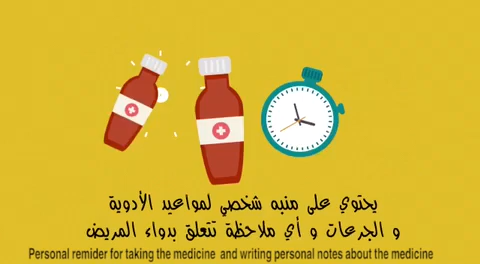 يحتوي على منبه شخصي لمواعيد الأدوية
و الجرعات و أي ملاحظة تتعلق بدواء المريض
Personal remider for taking the medicine and writing personal notes about the medicine